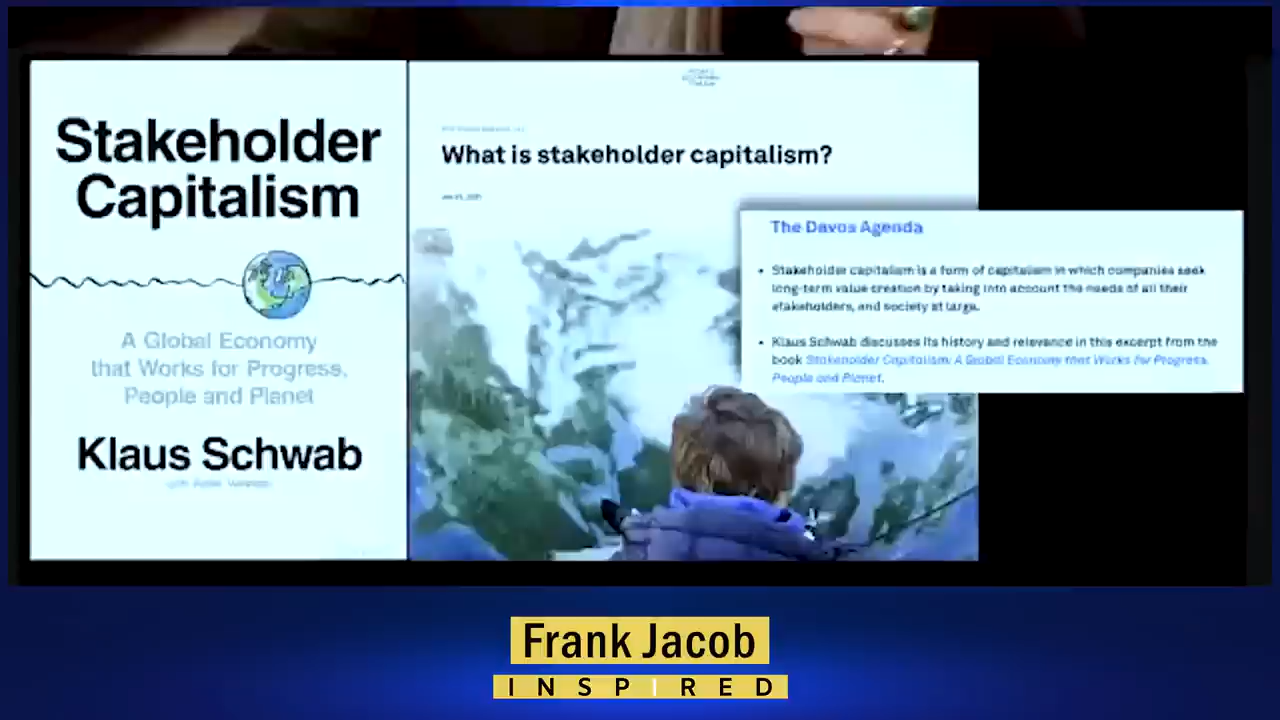 Stakeholder
Capitalism
A Global Economy
that Works for Progress,
People and Planet
Klaus Schwab
What is stakeholder capitalism?
The Davos Agenda
• Stakeholder capitalism is a form of capitalism in which companies seek
long-term value creation by taking into account the needs of all their
stakeholders, and society at large.
• Klaus Schwab discusses its history and relevance in this excerpt from the
book Stakeholder Capitalism: A Global Economy that Works for Progress,
People and Planet.
Frank Jacob
INSPIRED